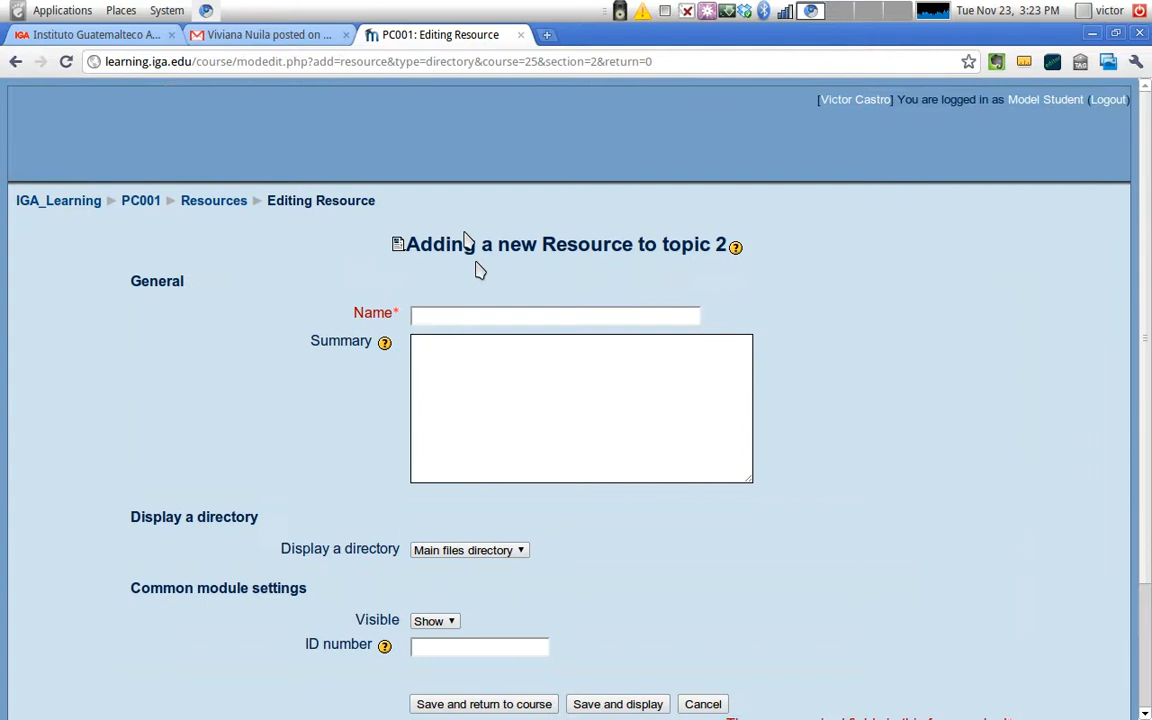 Applications Places System Tue Nov 23, 3:23 PM victor
Instituto Guatemalteco A... Viviana Nuila posted on ... PC001: Editing Resource
learning.iga.edu/course/modedit.php?add=resource&type=directory&course=25&section=2&return=0
[Victor Castro] You are logged in as Model Student (Logout)
IGA_Learning PC001 Resources Editing Resource
Adding a new Resource to topic 2
General
Name*
Summary
Display a directory
Display a directory Main files directory
Common module settings
Visible Show
ID number
Save and return to course Save and display Cancel